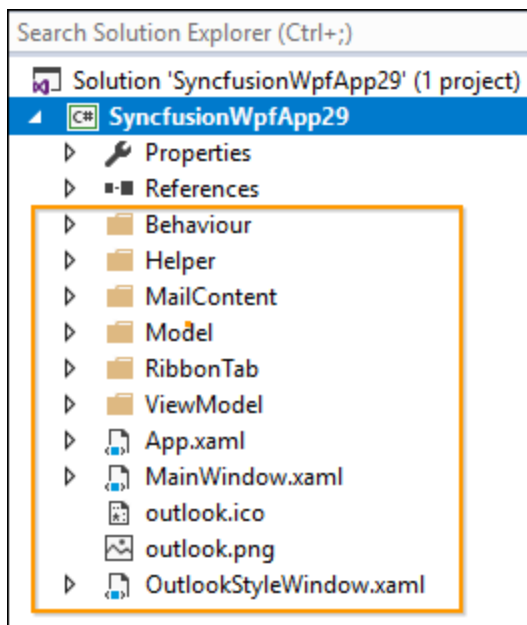 Search Solution Explorer (Ctrl+;)
Solution 'SyncfusionWpfApp29' (1 project)
C# SyncfusionWpfApp29
Properties
References
Behaviour
Helper
MailContent
Model
RibbonTab
ViewModel
App.xaml
MainWindow.xaml
outlook.ico
outlook.png
OutlookStyleWindow.xaml